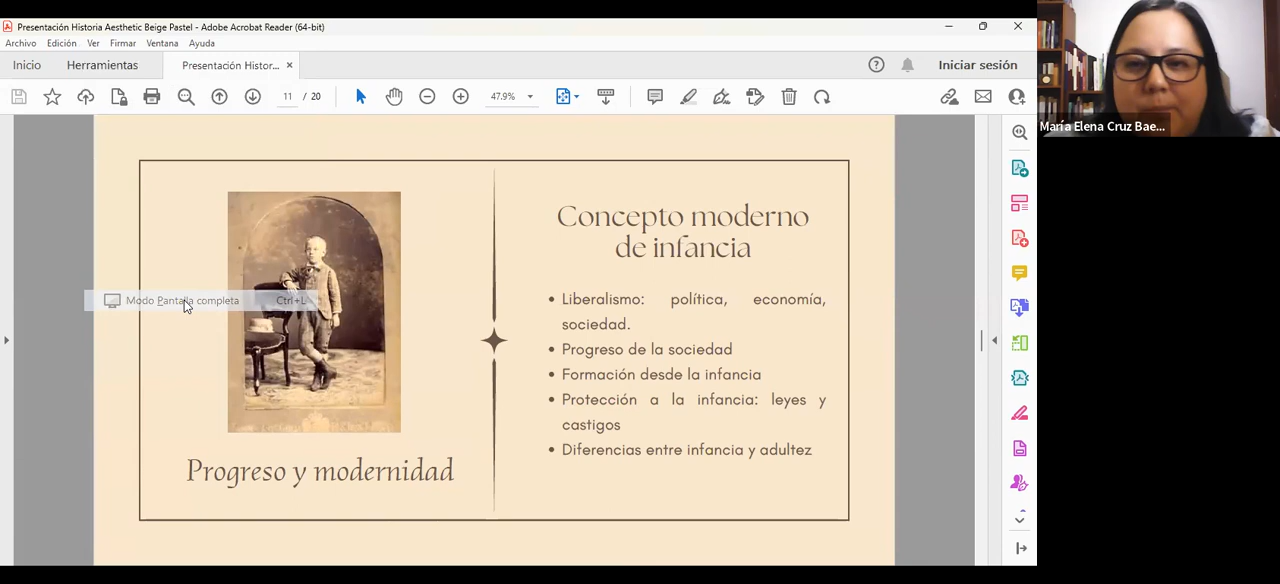 Presentación Historia Aesthetic Beige Pastel - Adobe Acrobat Reader (64-bit)
Archivo Edición Ver Firmar Ventana Ayuda
Inicio Herramientas Presentación Histor... × Iniciar sesión
11 / 20 47.9%
María Elena Cruz Bae...
Concepto moderno
de infancia
Modo Pantalla completa Ctrl+L
Liberalismo: política, economía,
sociedad.
Progreso de la sociedad
Formación desde la infancia
Protección a la infancia: leyes y
castigos
Diferencias entre infancia y adultez
Progreso y modernidad